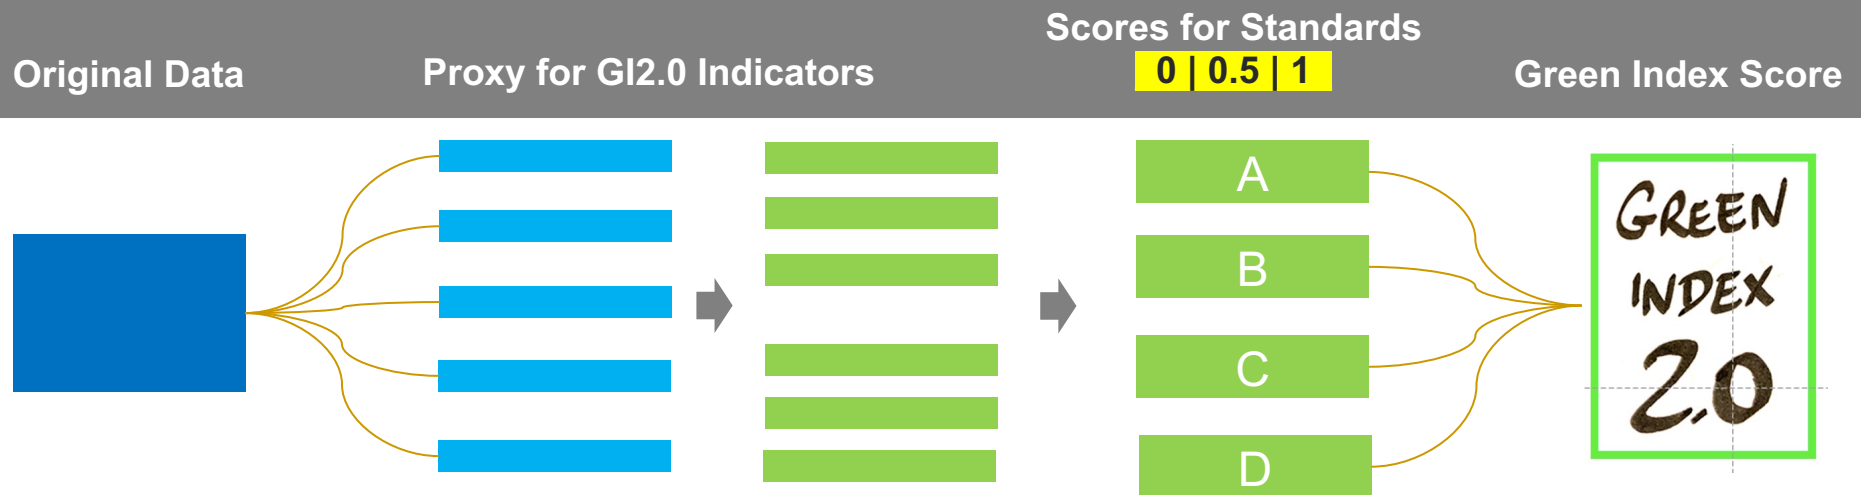 Original Data
Proxy for GI2.0 Indicators
Scores for Standards
0 | 0.5 | 1
Green Index Score
A
B
C
D
GREEN
INDEX
2.0